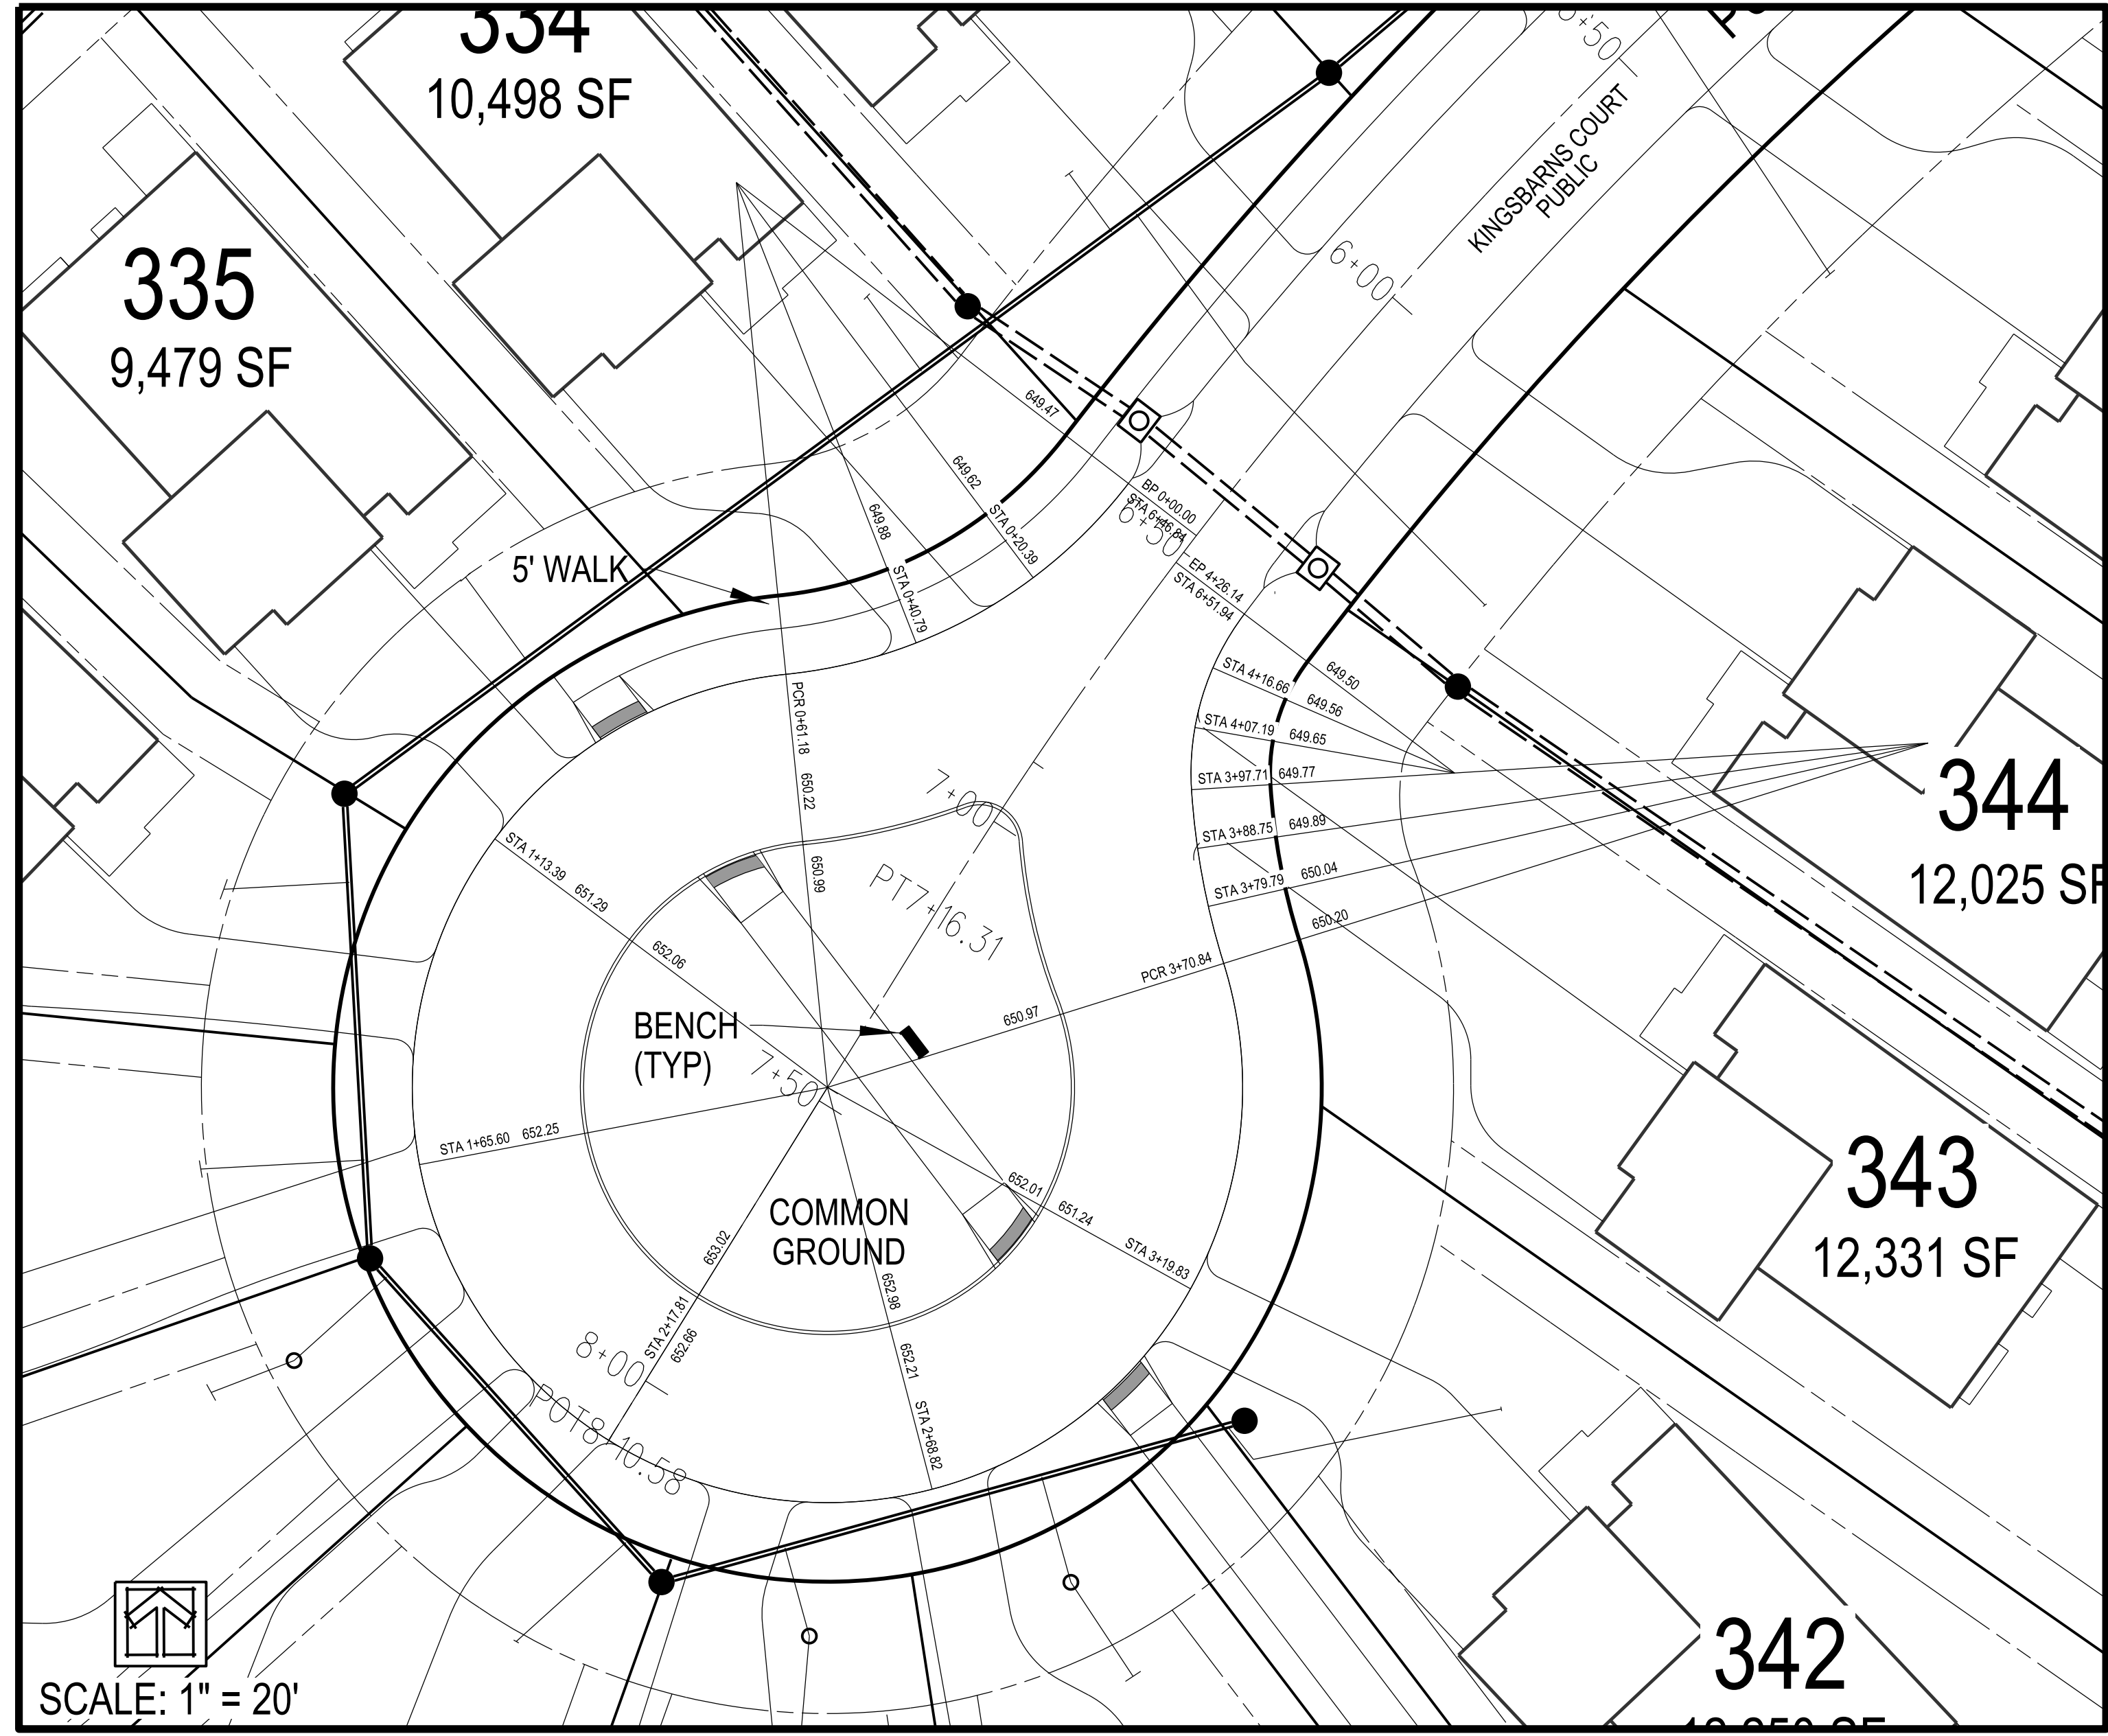 334
10,498 SF
6+50
KINGSBARNS COURT
PUBLIC
335
9,479 SF
6+00
649.47
649.62
649.88
BP 0+00.00
STA 6+46.84
6+50
STA 0+20.39
STA 0+40.79
5' WALK
EP 4+26.14
STA 6+51.94
649.50
STA 4+16.66
649.56
STA 4+07.19 649.65
STA 3+97.71 649.77
STA 3+88.75 649.89
STA 3+79.79 650.04
650.20
PCR 3+70.84
650.97
PCR 0+61.18 650.22
650.99
344
12,025 SF
7+00
PT7+16.31
STA 1+13.39 651.29
652.06
BENCH
(TYP)
7+50
STA 1+65.60 652.25
343
12,331 SF
COMMON
GROUND
652.01
651.24
STA 3+19.83
653.02
STA 2+17.81
652.66
652.98
652.21
STA 2+68.82
8+00
POT8+10.58
342
SCALE: 1" = 20'